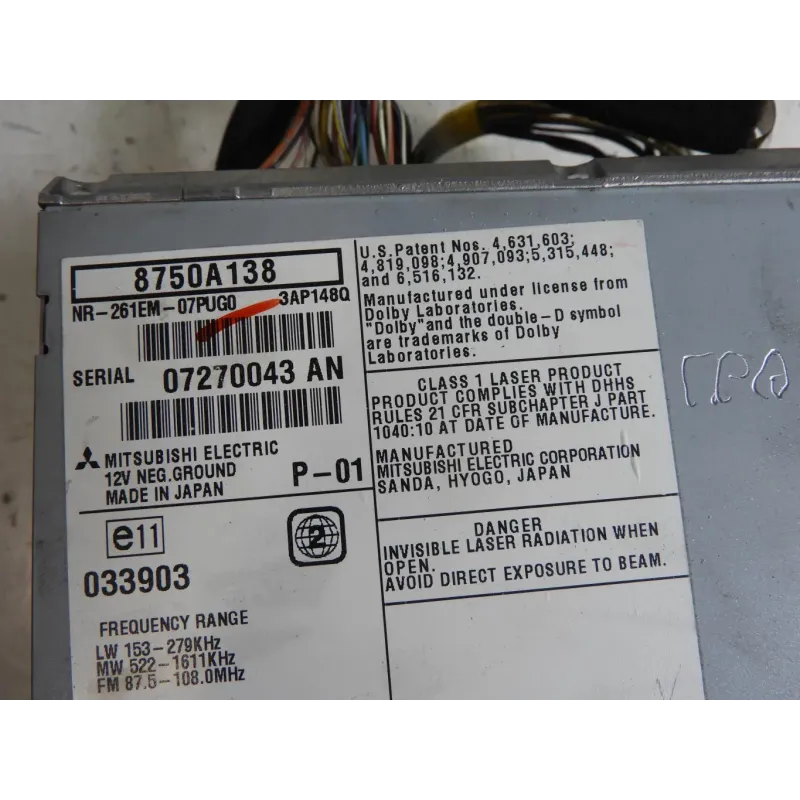 8750A138
NR-261EM-07PUG0 3AP148Q
SERIAL 07270043 AN
MITSUBISHI ELECTRIC
12V NEG.GROUND
MADE IN JAPAN
P-01
e11
2
033903
FREQUENCY RANGE
LW 153-279KHz
MW 522-1611KHz
FM 87.5-108.0MHz
U.S.Patent Nos. 4,631,603;
4,819,098;4,907,093;5,315,448;
and 6,516,132.
Manufactured under license from
Dolby Laboratories.
"Dolby" and the double-D symbol
are trademarks of Dolby
Laboratories.
CLASS 1 LASER PRODUCT
PRODUCT COMPLIES WITH DHHS
RULES 21 CFR SUBCHAPTER J PART
1040:10 AT DATE OF MANUFACTURE.
MANUFACTURED
MITSUBISHI ELECTRIC CORPORATION
SANDA, HYOGO, JAPAN
DANGER
INVISIBLE LASER RADIATION WHEN
OPEN.
AVOID DIRECT EXPOSURE TO BEAM.